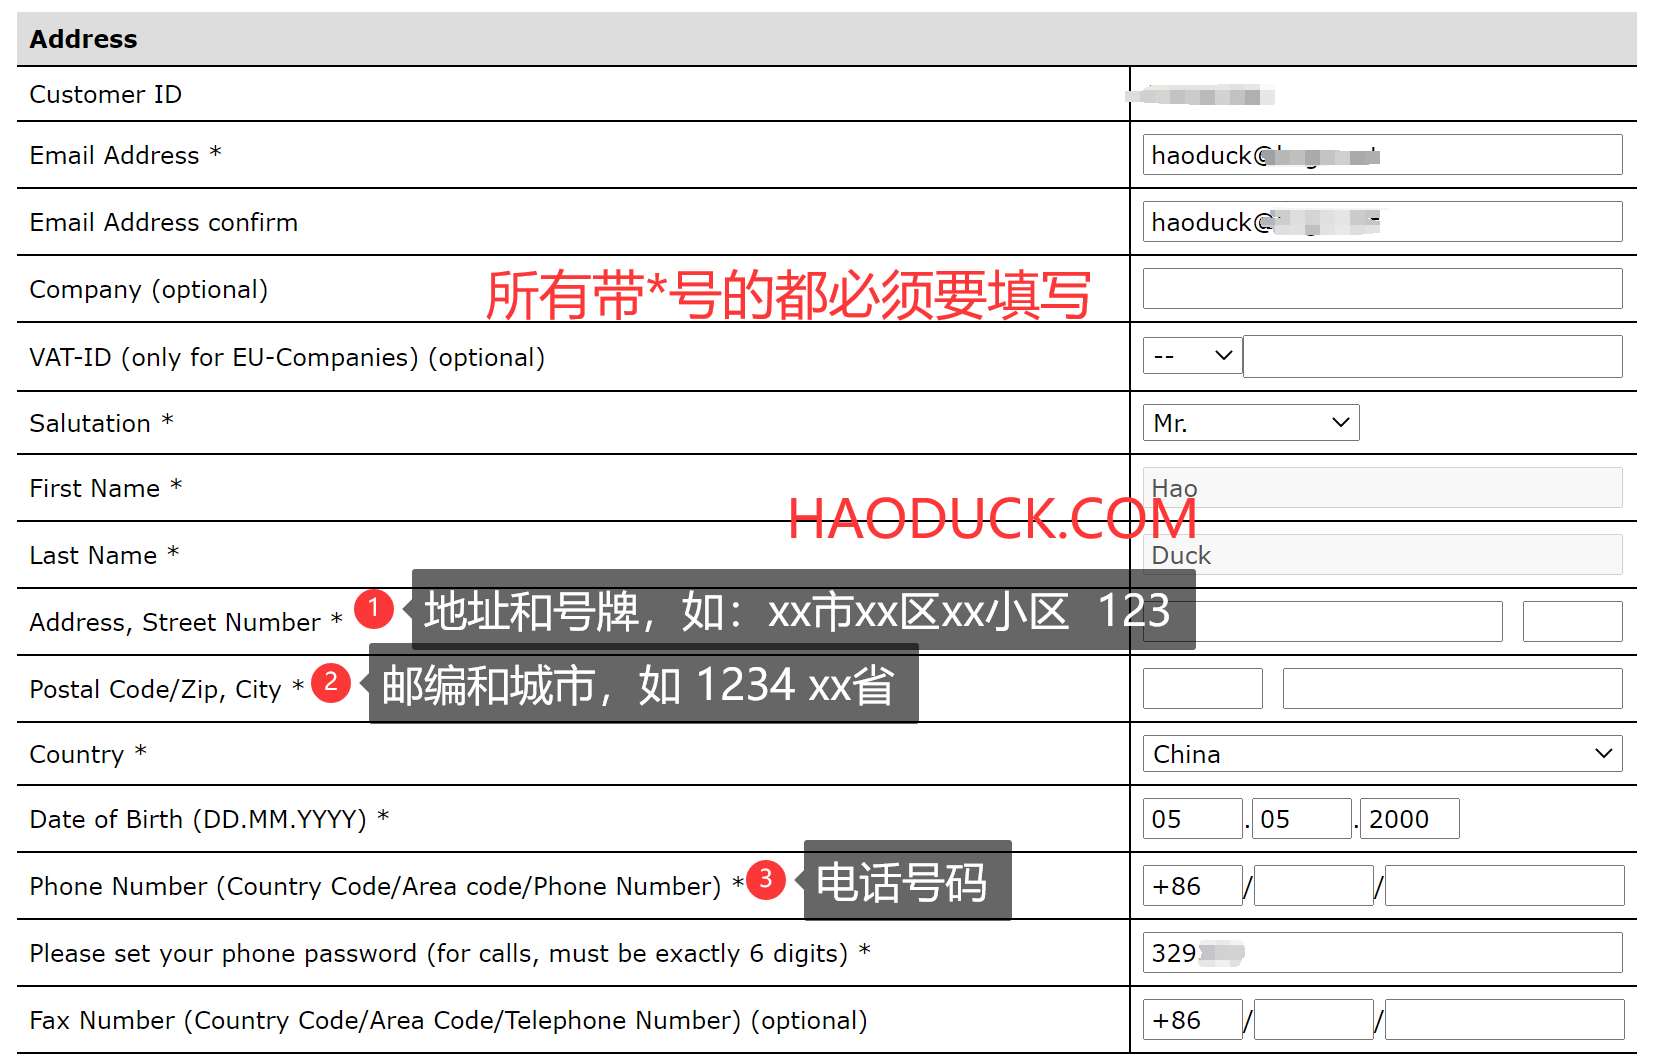 Address
Customer ID
Email Address * haoduck@
Email Address confirm haoduck@
Company (optional)
所有带*号的都必须要填写
VAT-ID (only for EU-Companies) (optional) --
Salutation * Mr.
First Name * Hao
HAODUCK.COM
Last Name * Duck
Address, Street Number * 1 地址和号牌，如：xx市xx区xx小区 123
Postal Code/Zip, City * 2 邮编和城市，如 1234 xx省
Country * China
Date of Birth (DD.MM.YYYY) * 05 . 05 . 2000
Phone Number (Country Code/Area code/Phone Number) * 3 电话号码 +86 / /
Please set your phone password (for calls, must be exactly 6 digits) * 329
Fax Number (Country Code/Area Code/Telephone Number) (optional) +86 / /